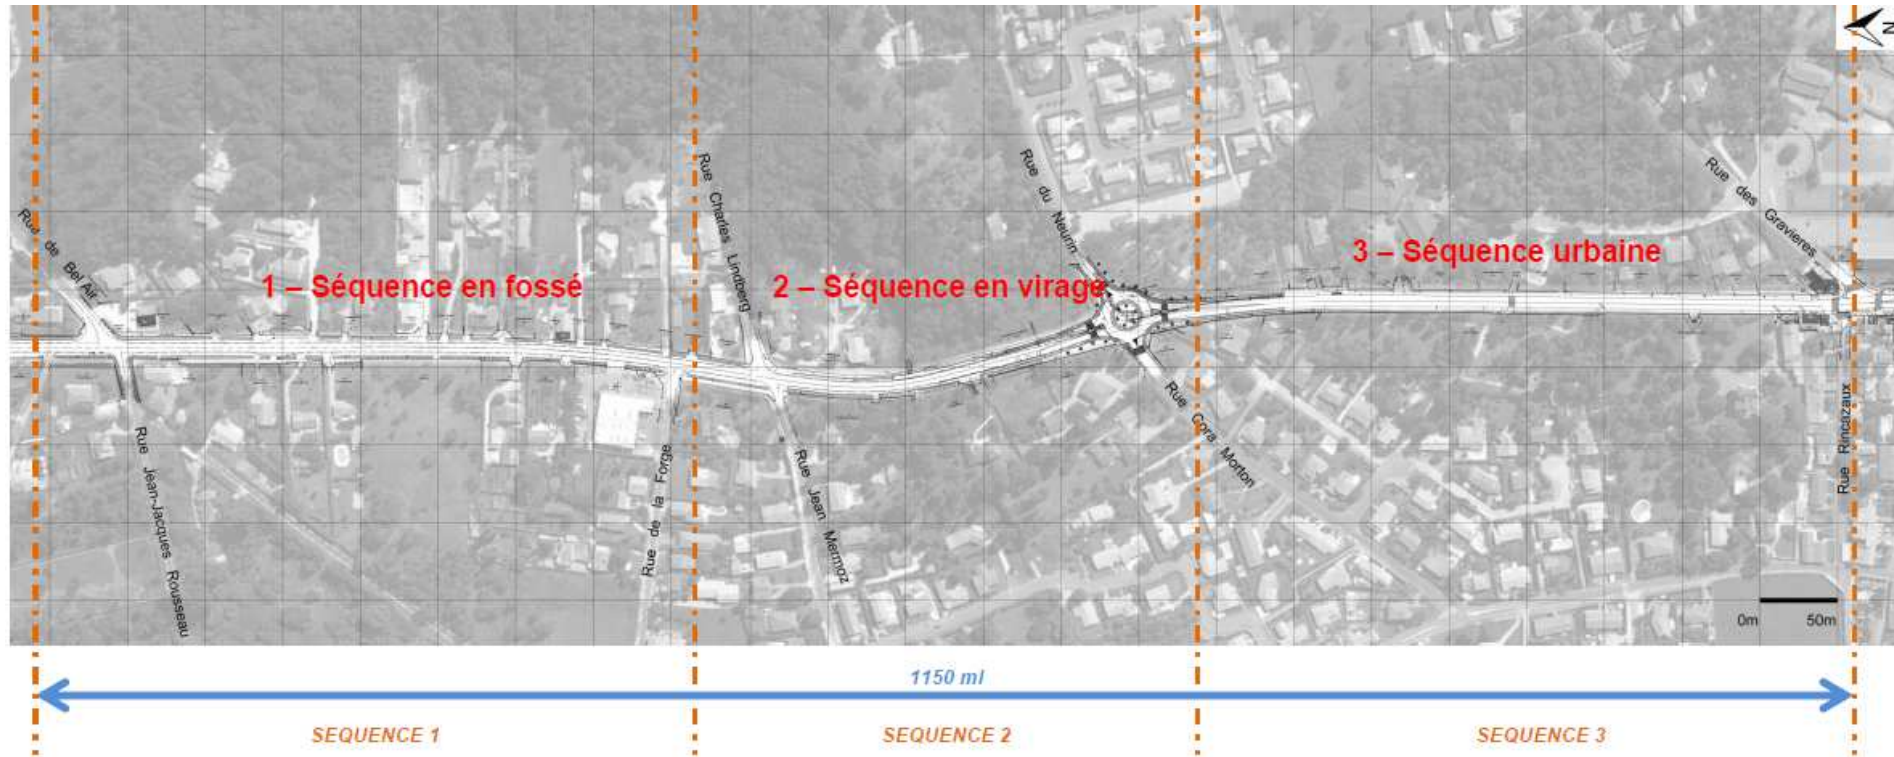 N
Rue Charles Lindberg
Rue du Neurin
Rue des Gravieres
Rue de Bel Air
3 – Séquence urbaine
1 – Séquence en fossé
2 – Séquence en virage
Rue Jean-Jacques Rousseau
Rue de la Forge
Rue Jean Mermoz
Rue Cora Morton
Rue Rincazaux
0m 50m
1150 ml
SEQUENCE 1
SEQUENCE 2
SEQUENCE 3